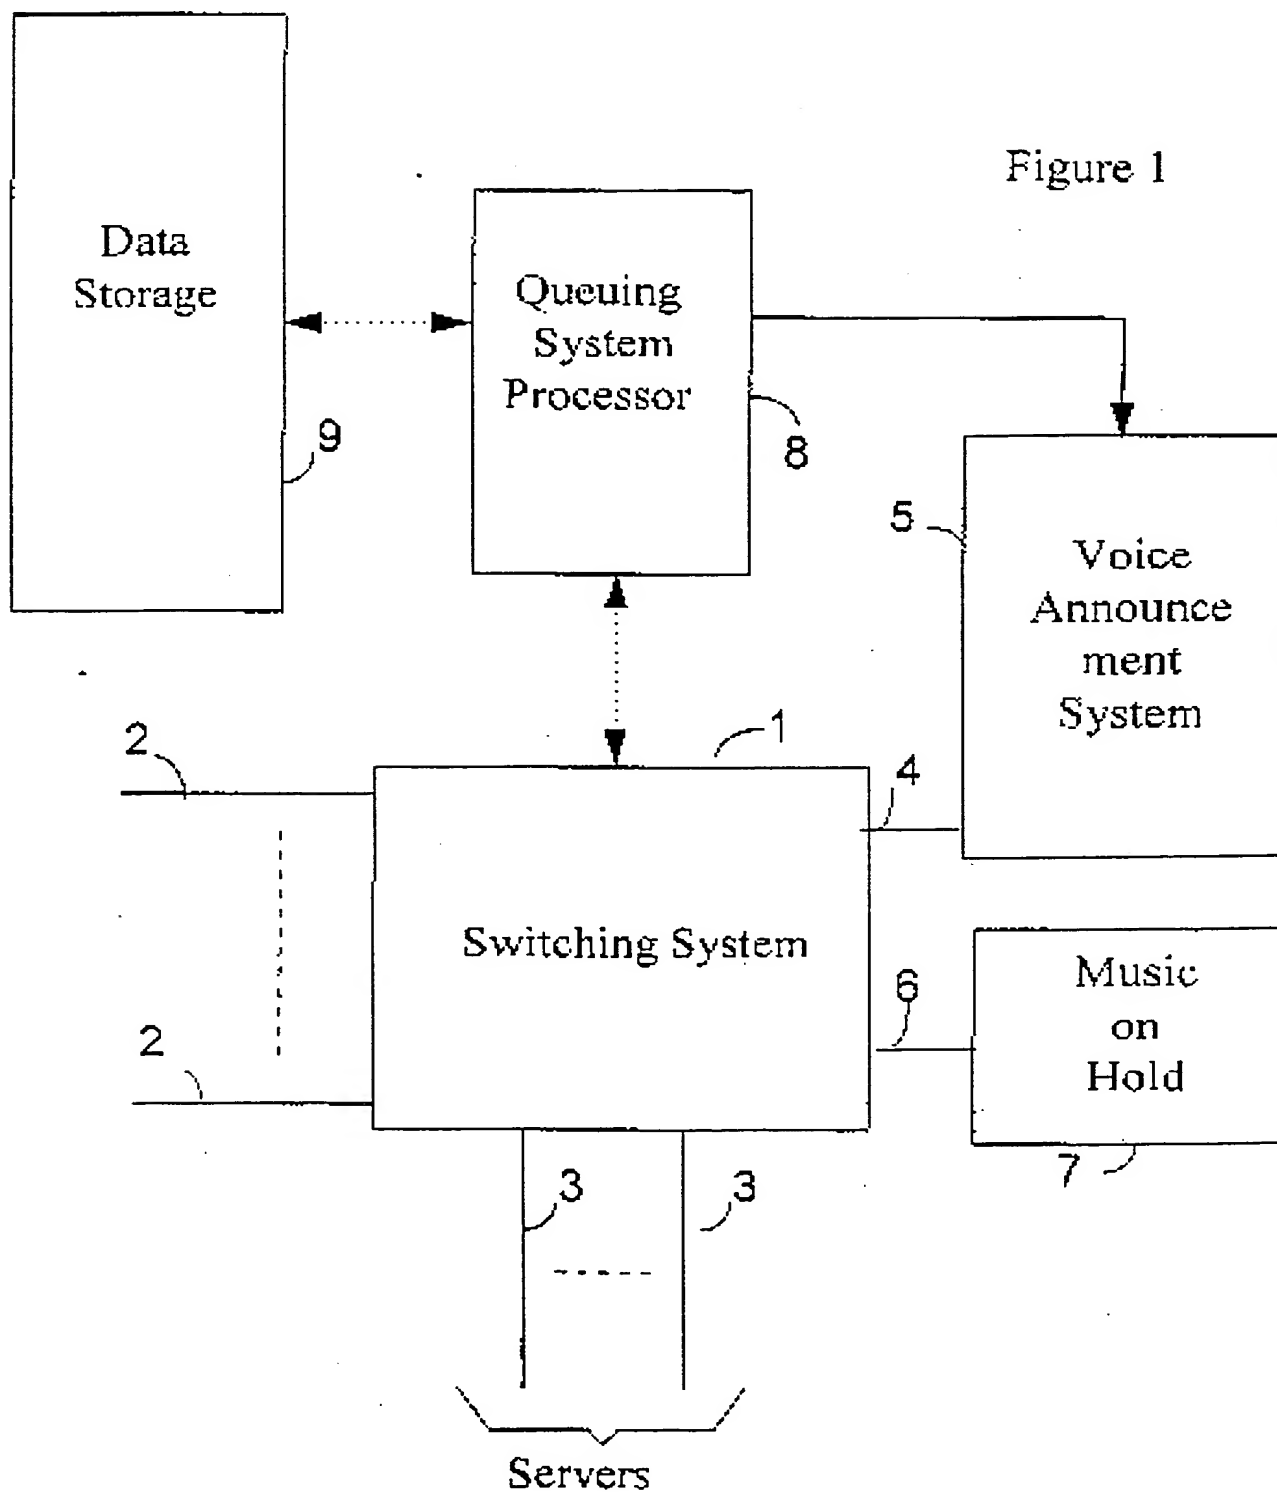 Figure 1
Data
Storage
Queuing
System
Processor
9
8
5
Voice
Announce
ment
System
2
1
4
Switching System
6
Music
on
Hold
2
7
3
3
Servers